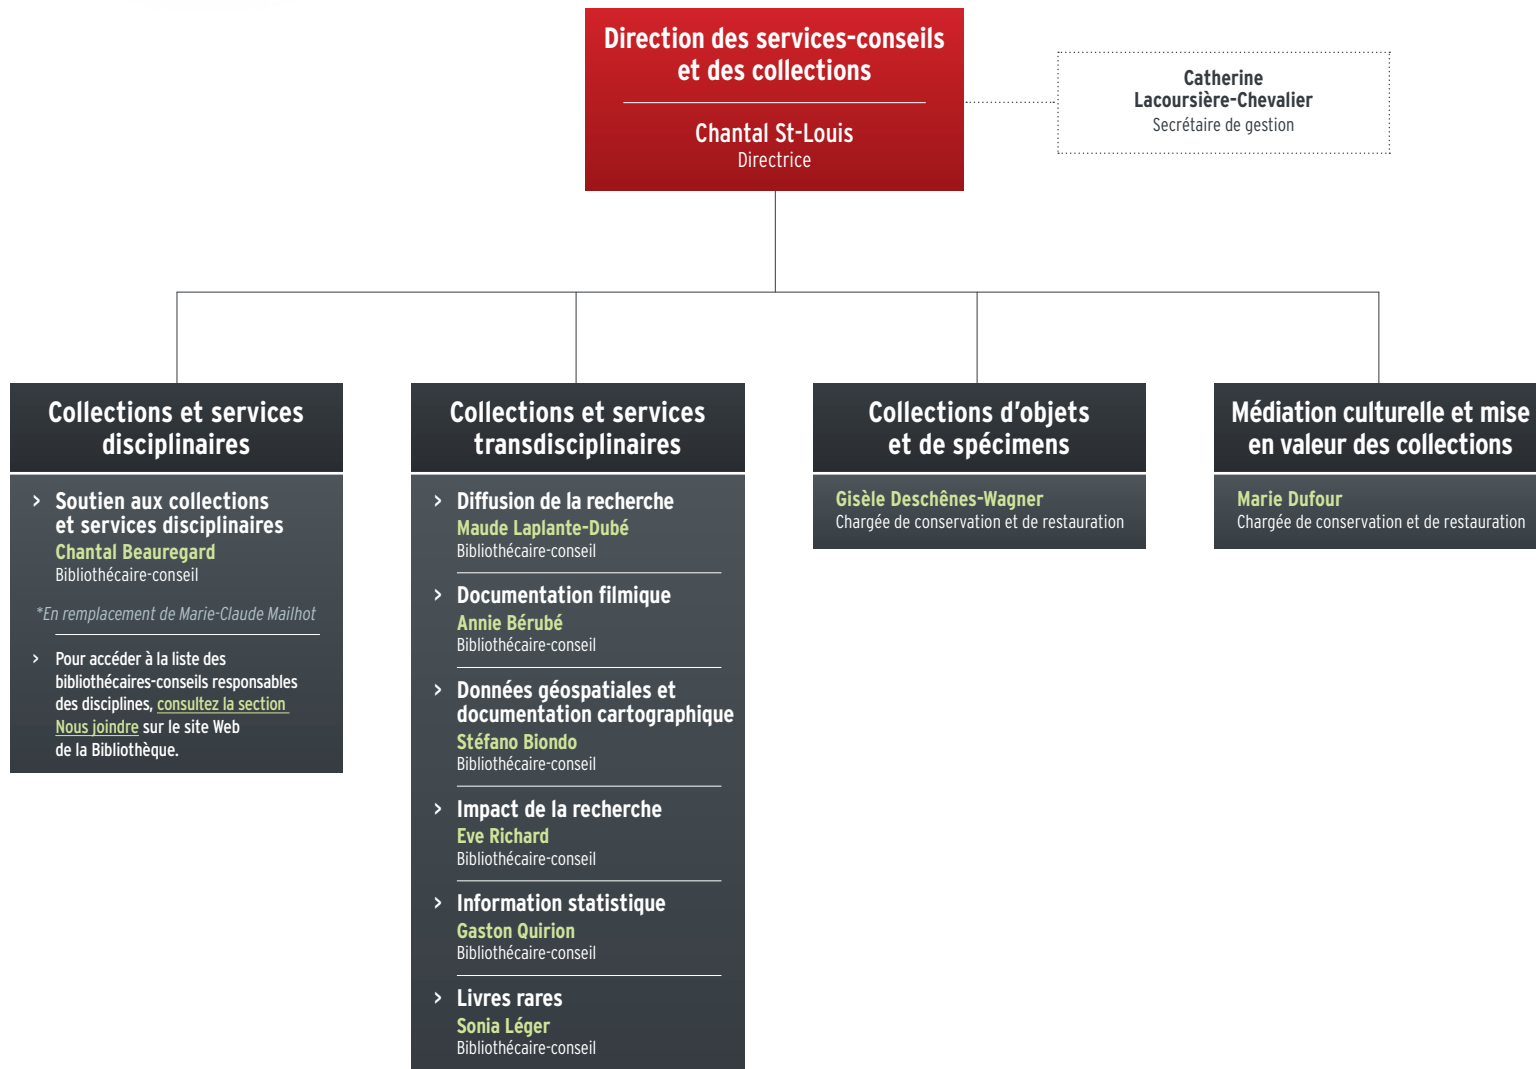 Direction des services-conseils
et des collections
Chantal St-Louis
Directrice
Catherine
Lacoursière-Chevalier
Secrétaire de gestion
Collections et services
disciplinaires
> Soutien aux collections
et services disciplinaires
Chantal Beauregard
Bibliothécaire-conseil
*En remplacement de Marie-Claude Mailhot
> Pour accéder à la liste des
bibliothécaires-conseils responsables
des disciplines, consultez la section
Nous joindre sur le site Web
de la Bibliothèque.
Collections et services
transdisciplinaires
> Diffusion de la recherche
Maude Laplante-Dubé
Bibliothécaire-conseil
> Documentation filmique
Annie Bérubé
Bibliothécaire-conseil
> Données géospatiales et
documentation cartographique
Stéfano Biondo
Bibliothécaire-conseil
> Impact de la recherche
Eve Richard
Bibliothécaire-conseil
> Information statistique
Gaston Quirion
Bibliothécaire-conseil
> Livres rares
Sonia Léger
Bibliothécaire-conseil
Collections d'objets
et de spécimens
Gisèle Deschênes-Wagner
Chargée de conservation et de restauration
Médiation culturelle et mise
en valeur des collections
Marie Dufour
Chargée de conservation et de restauration